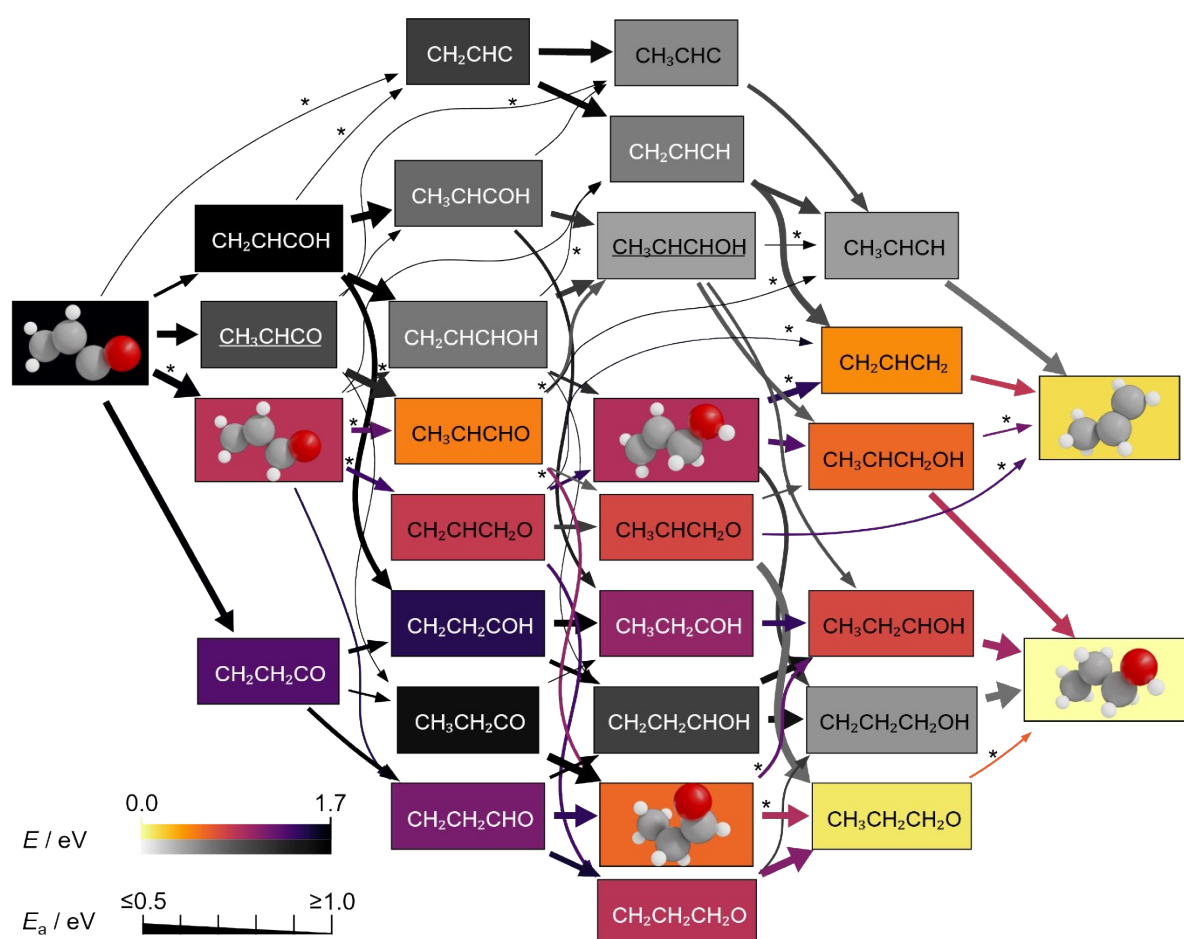 CH₂CHC
CH₃CHC
CH₂CHCH
CH₃CHCOH
CH₂CHCOH
CH₃CHCHOH
CH₃CHCH
CH₃CHCO
CH₂CHCHOH
CH₂CHCH₂
CH₃CHCHO
CH₃CHCH₂OH
CH₂CHCH₂O
CH₃CHCH₂O
CH₂CH₂COH
CH₃CH₂COH
CH₃CH₂CHOH
CH₂CH₂CO
CH₃CH₂CO
CH₂CH₂CHOH
CH₂CH₂CH₂OH
CH₂CH₂CHO
CH₃CH₂CH₂O
CH₂CH₂CH₂O
0.0 1.7
E / eV
≤0.5 ≥1.0
Eₐ / eV
* * * * * * * * * * * * * * * * * *